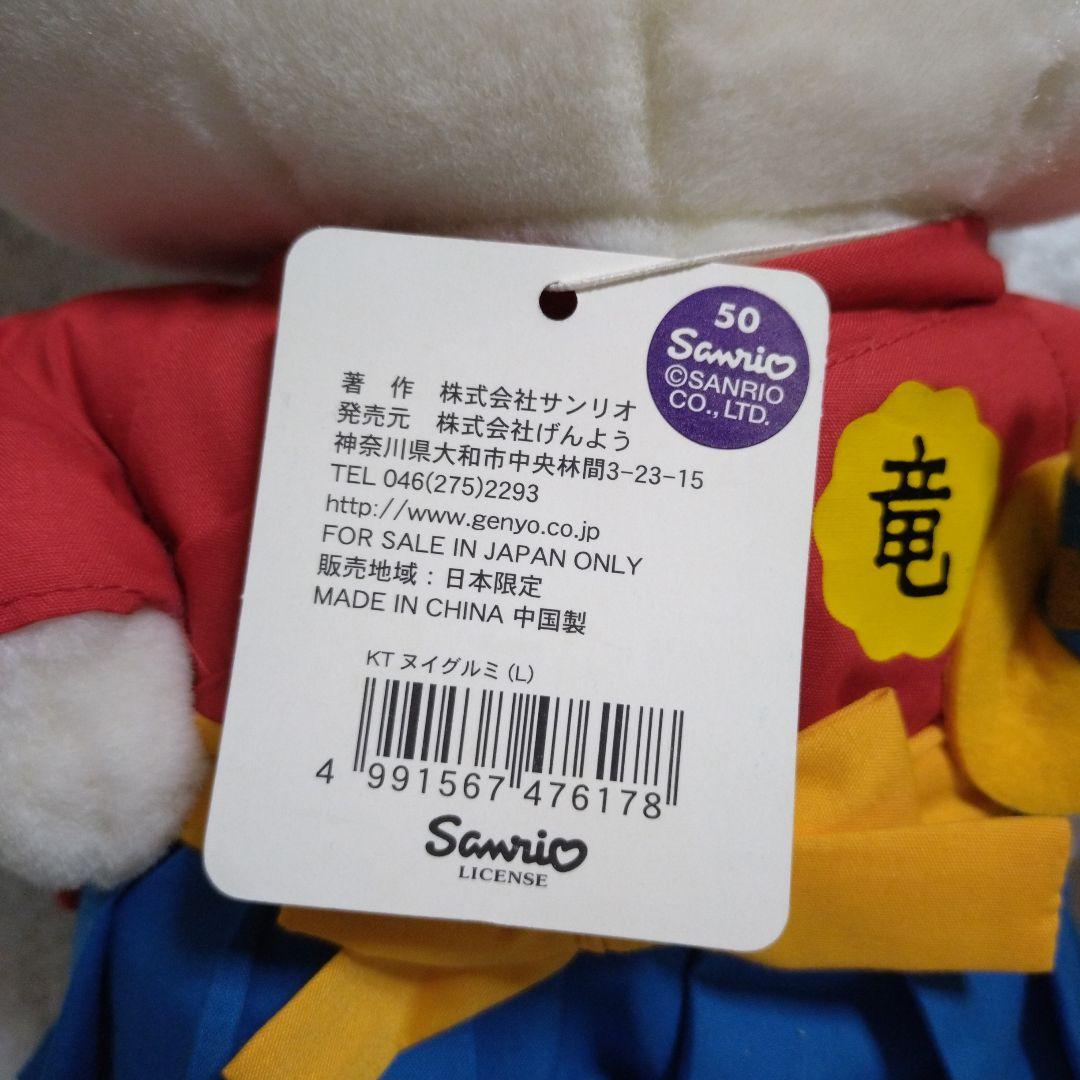 50
Sanrio
©SANRIO
CO., LTD.
著 作 株式会社サンリオ
発売元 株式会社げんよう
神奈川県大和市中央林間3-23-15
TEL 046(275)2293
http://www.genyo.co.jp
FOR SALE IN JAPAN ONLY
販売地域：日本限定
MADE IN CHINA 中国製
KT ヌイグルミ (L)
4 991567 476178
Sanrio
LICENSE
竜